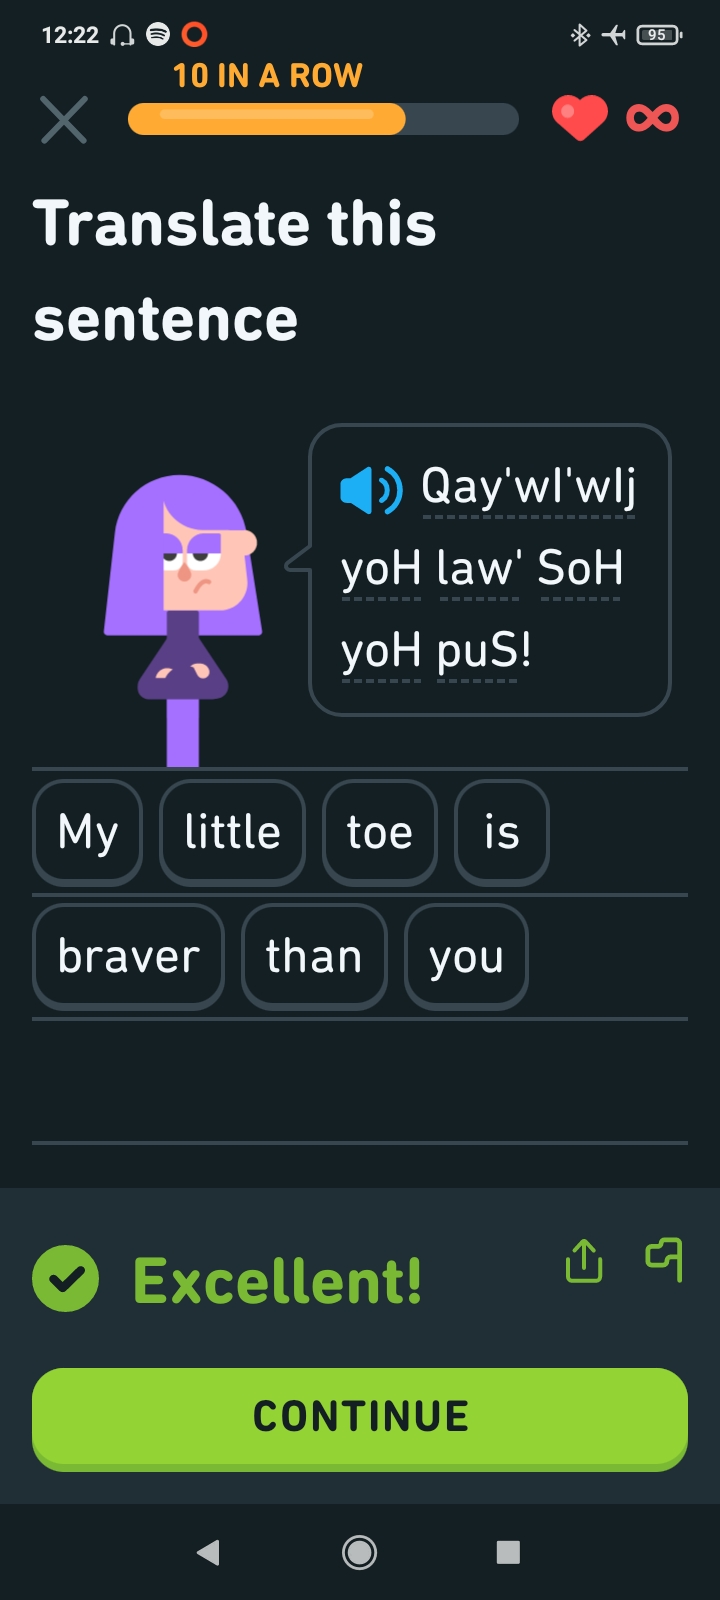 12:22 95
10 IN A ROW
Translate this
sentence
Qay'wI'wIj
yoH law' SoH
yoH puS!
My little toe is
braver than you
Excellent!
CONTINUE